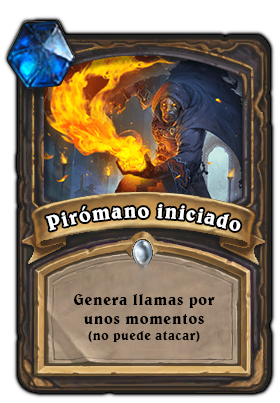 Pirómano iniciado
Genera llamas por
unos momentos
(no puede atacar)